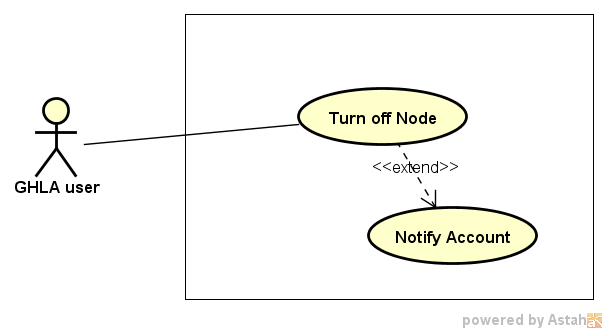 Turn off Node
<<extend>>
GHLA user
Notify Account
powered by Astah